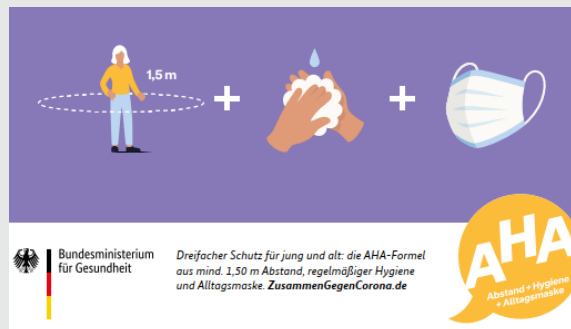 1,5 m
Bundesministerium
für Gesundheit
Dreifacher Schutz für jung und alt: die AHA-Formel
aus mind. 1,50 m Abstand, regelmäßiger Hygiene
und Alltagsmaske. ZusammenGegenCorona.de
AHA
Abstand + Hygiene
+ Alltagsmaske